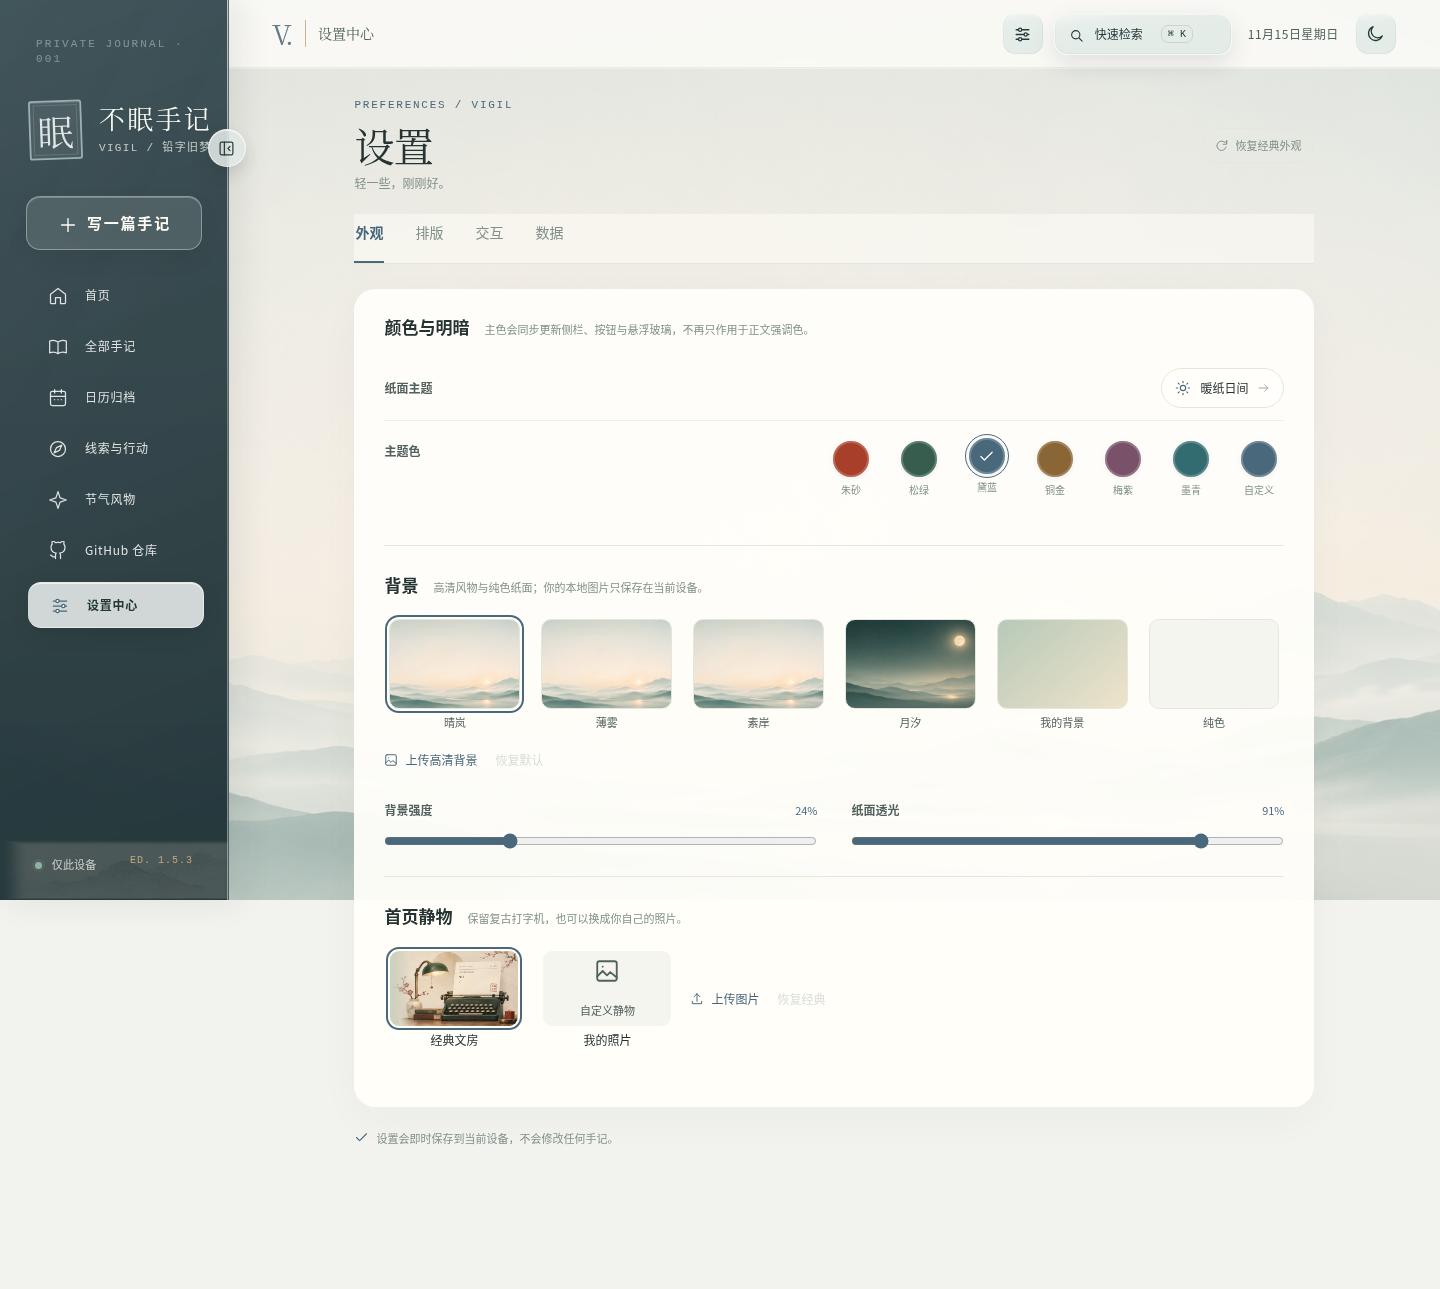 PRIVATE JOURNAL ·
001
眠
不眠手记
VIGIL / 铅字旧梦
写一篇手记
首页
全部手记
日历归档
线索与行动
节气风物
GitHub 仓库
设置中心
仅此设备
ED. 1.5.3
V.
设置中心
快速检索
⌘ K
11月15日星期日
PREFERENCES / VIGIL
设置
轻一些，刚刚好。
恢复经典外观
外观
排版
交互
数据
颜色与明暗
主色会同步更新侧栏、按钮与悬浮玻璃，不再只作用于正文强调色。
纸面主题
暖纸日间
主题色
朱砂
松绿
黛蓝
铜金
梅紫
墨青
自定义
背景
高清风物与纯色纸面；你的本地图片只保存在当前设备。
晴岚
薄雾
素岸
月汐
我的背景
纯色
上传高清背景
恢复默认
背景强度
24%
纸面透光
91%
首页静物
保留复古打字机，也可以换成你自己的照片。
经典文房
自定义静物
我的照片
上传图片
恢复经典
设置会即时保存到当前设备，不会修改任何手记。